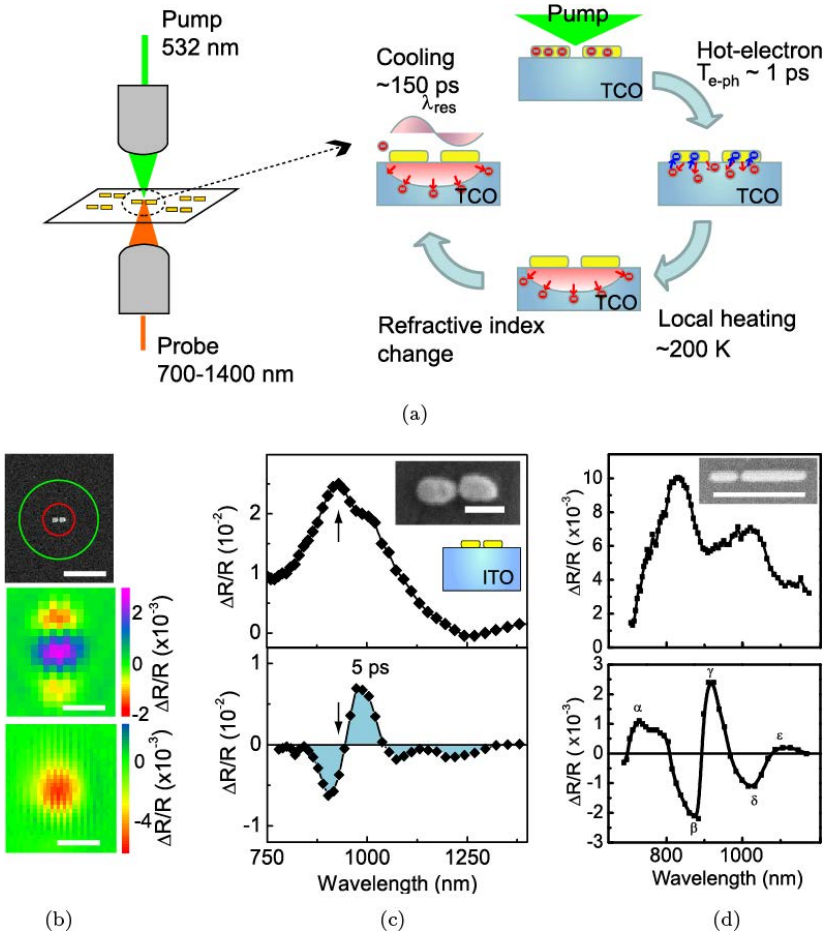 Pump
532 nm
Probe
700-1400 nm
Pump
TCO
Hot-electron
T_e-ph ~ 1 ps
TCO
Local heating
~200 K
TCO
Refractive index
change
Cooling
~150 ps
λ_res
TCO
(a)
2
0
-2
ΔR/R (x10⁻³)
0
-4
ΔR/R (x10⁻³)
(b)
2
1
0
ΔR/R (10⁻²)
ITO
5 ps
1
0
-1
ΔR/R (10⁻²)
750 1000 1250
Wavelength (nm)
(c)
10
8
6
4
2
0
ΔR/R (x10⁻³)
3
2
1
0
-1
-2
-3
ΔR/R (x10⁻³)
α
β
γ
δ
ε
800 1000
Wavelength (nm)
(d)